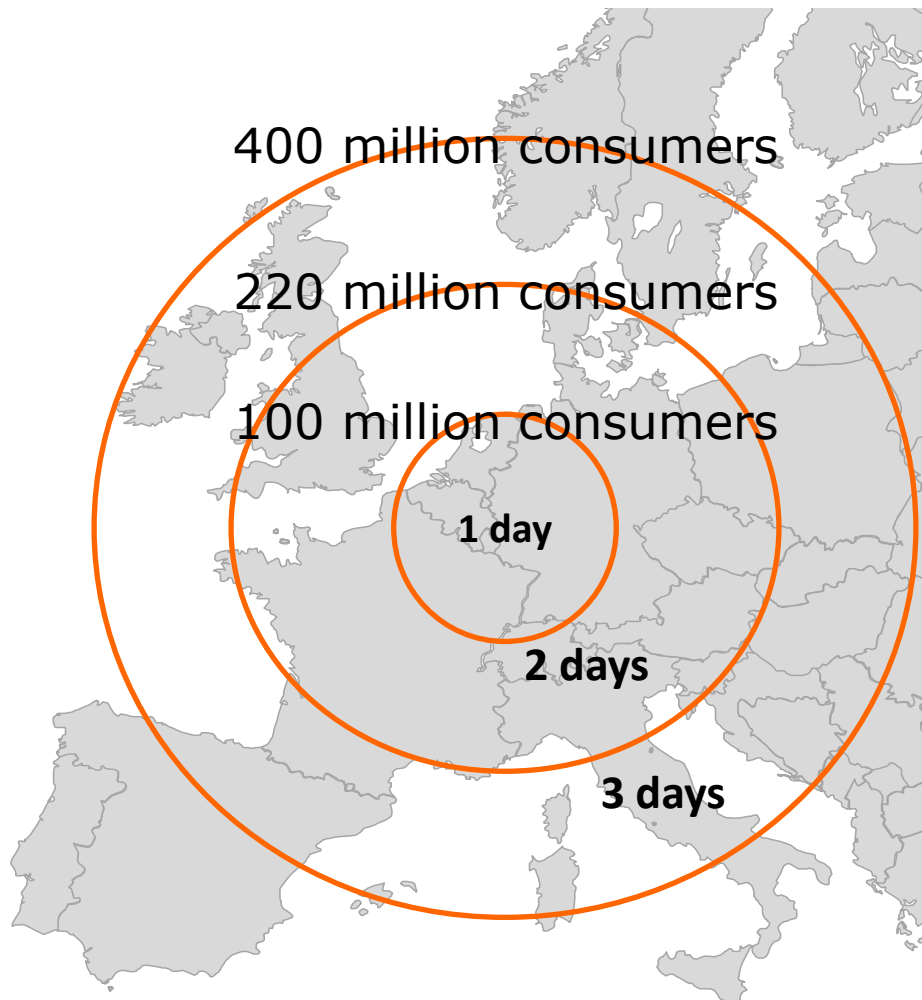 400 million consumers
220 million consumers
100 million consumers
1 day
2 days
3 days